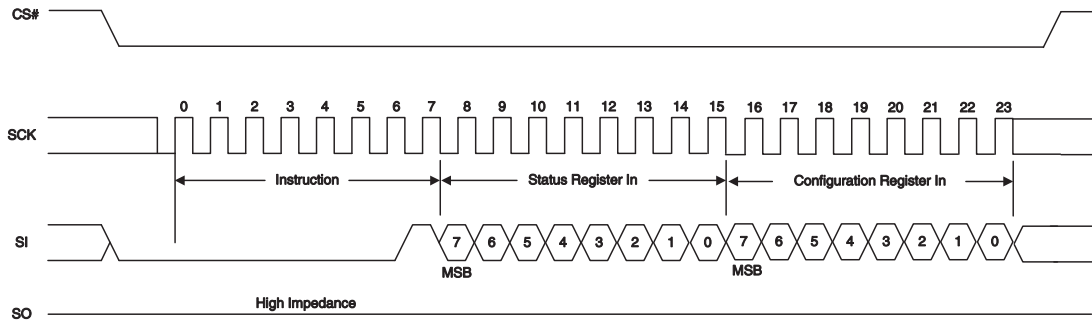 CS#
0 1 2 3 4 5 6 7 8 9 10 11 12 13 14 15 16 17 18 19 20 21 22 23
SCK
Instruction Status Register In Configuration Register In
SI 7 6 5 4 3 2 1 0 7 6 5 4 3 2 1 0
MSB MSB
High Impedance
SO